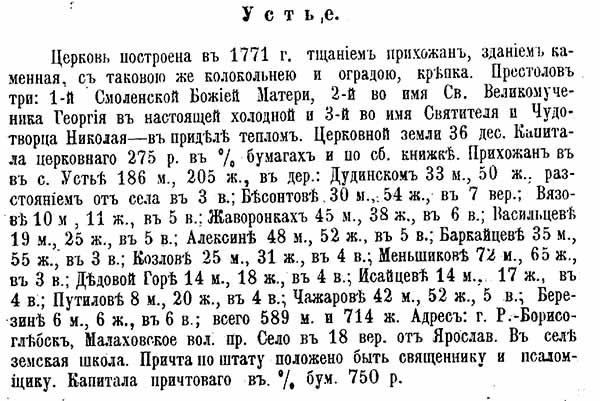 Устье.
Церковь построена въ 1771 г. тщаніемъ прихожанъ, зданіемъ ка-
менная, съ таковою же колокольнею и оградою, крѣпка. Престоловъ
три: 1-й Смоленской Божіей Матери, 2-й во имя Св. Великомуче-
ника Георгія въ настоящей холодной и 3-й во имя Святителя и Чудо-
творца Николая—въ придѣлѣ тепломъ. Церковной земли 36 дес. Капита-
ла церковнаго 275 р. въ % бумагахъ и по сб. книжкѣ. Прихожанъ въ
въ с. Устьѣ 186 м., 205 ж., въ дер.: Дудинскомъ 33 м., 50 ж. раз-
стояніемъ отъ села въ 3 в.; Бѣсонтовѣ 30 м., 54 ж., въ 7 вер.; Вязо-
вѣ 10 м , 11 ж., въ 5 в.; Жаворонкахъ 45 м., 38 ж., въ 6 в.; Васильцевѣ
19 м., 25 ж., въ 5 в.; Алексинѣ 48 м., 52 ж., въ 5 в.; Баркайцевѣ 35 м.,
55 ж., въ 3 в.; Козловѣ 25 м., 31 ж., въ 4 в.; Меньшиковѣ 72 м., 65 ж.,
въ 3 в.; Дѣдовой Горѣ 14 м., 18 ж., въ 4 в.; Исайцевѣ 14 м., 17 ж., въ
4 в.; Путиловѣ 8 м., 20 ж., въ 4 в.; Чажаровѣ 42 м., 52 ж., 5 в.; Бере-
зинѣ 6 м., 6 ж., въ 6 в.; всего 589 м. и 714 ж. Адресъ: г. Р.-Борисо-
глѣбскъ, Малаховское вол. пр. Село въ 18 вер. отъ Ярослав. Въ селѣ
земская школа. Причта по штату положено быть священнику и псалом-
щику. Капитала причтоваго въ. % бум. 750 р.